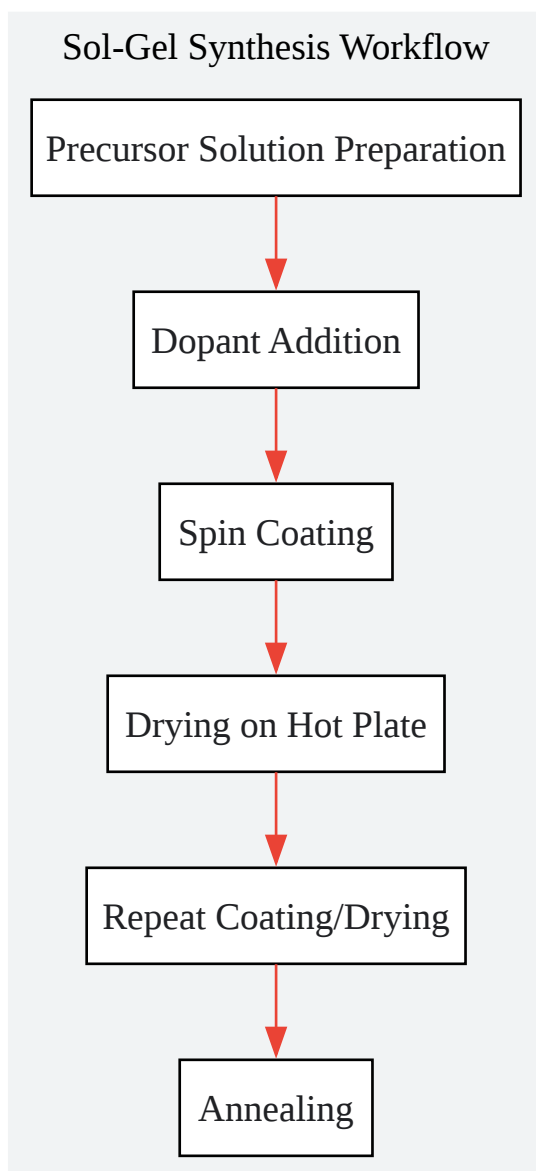 Sol-Gel Synthesis Workflow
Precursor Solution Preparation
Dopant Addition
Spin Coating
Drying on Hot Plate
Repeat Coating/Drying
Annealing